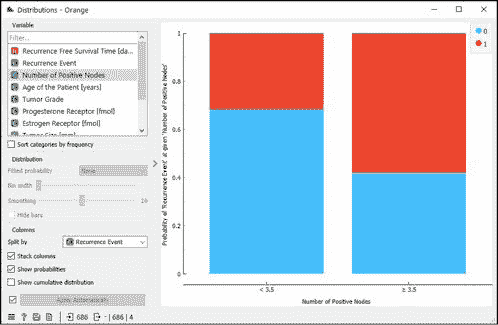 Distributions - Orange
Variable
Filter...
Recurrence Free Survival Time [da...
Recurrence Event
Number of Positive Nodes
Age of the Patient [years]
Tumor Grade
Progesterone Receptor [fmol]
Estrogen Receptor [fmol]
Tumor Size [mm]
Sort categories by frequency
Distribution
Fitted probability
None
Bin width
Smoothing
10
Hide bars
Columns
Split by
Recurrence Event
Stack columns
Show probabilities
Show cumulative distribution
Apply Automatically
686
- | 686 | 4
Probability of 'Recurrence Event' at given 'Number of Positive Nodes'
1
0.8
0.6
0.4
0.2
0
< 3.5
≥ 3.5
Number of Positive Nodes
0
1